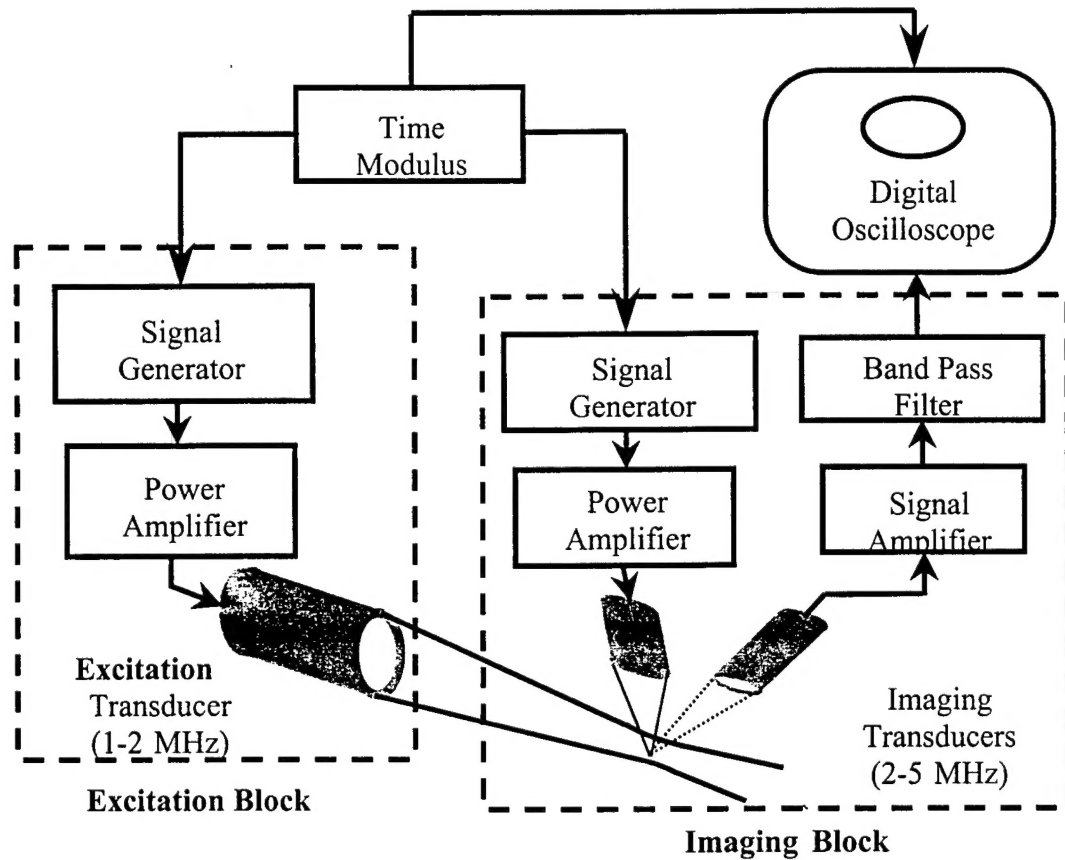 Time
Modulus
Digital
Oscilloscope
Signal
Generator
Power
Amplifier
Excitation
Transducer
(1-2 MHz)
Excitation Block
Signal
Generator
Power
Amplifier
Band Pass
Filter
Signal
Amplifier
Imaging
Transducers
(2-5 MHz)
Imaging Block